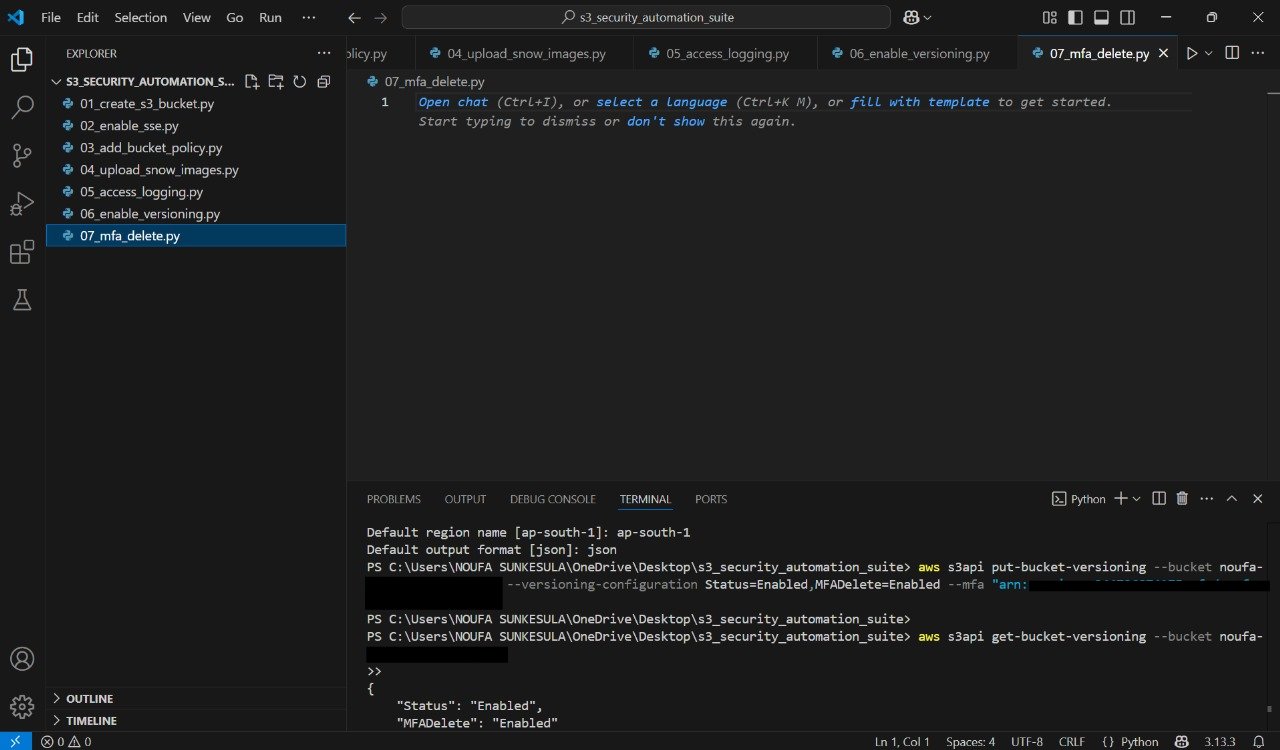 File Edit Selection View Go Run ···
s3_security_automation_suite
EXPLORER
S3_SECURITY_AUTOMATION_S...
01_create_s3_bucket.py
02_enable_sse.py
03_add_bucket_policy.py
04_upload_snow_images.py
05_access_logging.py
06_enable_versioning.py
07_mfa_delete.py
OUTLINE
TIMELINE
olicy.py 04_upload_snow_images.py 05_access_logging.py 06_enable_versioning.py 07_mfa_delete.py
07_mfa_delete.py
1 Open chat (Ctrl+I), or select a language (Ctrl+K M), or fill with template to get started.
Start typing to dismiss or don't show this again.
PROBLEMS OUTPUT DEBUG CONSOLE TERMINAL PORTS Python
Default region name [ap-south-1]: ap-south-1
Default output format [json]: json
PS C:\Users\NOUFA SUNKESULA\OneDrive\Desktop\s3_security_automation_suite> aws s3api put-bucket-versioning --bucket noufa-
--versioning-configuration Status=Enabled,MFADelete=Enabled --mfa "arn:
PS C:\Users\NOUFA SUNKESULA\OneDrive\Desktop\s3_security_automation_suite>
PS C:\Users\NOUFA SUNKESULA\OneDrive\Desktop\s3_security_automation_suite> aws s3api get-bucket-versioning --bucket noufa-
>>
{
"Status": "Enabled",
"MFADelete": "Enabled"
0 0 Ln 1, Col 1 Spaces: 4 UTF-8 CRLF {} Python 3.13.3